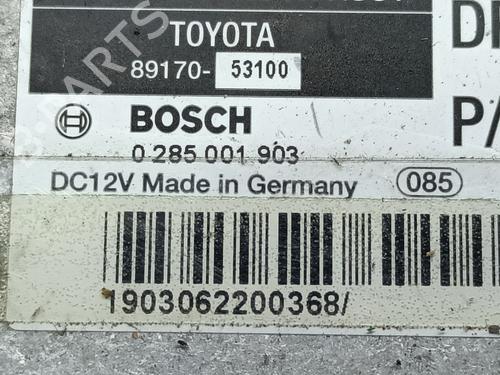 TOYOTA
89170- 53100
BOSCH
0 285 001 903
P/
DC12V Made in Germany 085
1903062200368/